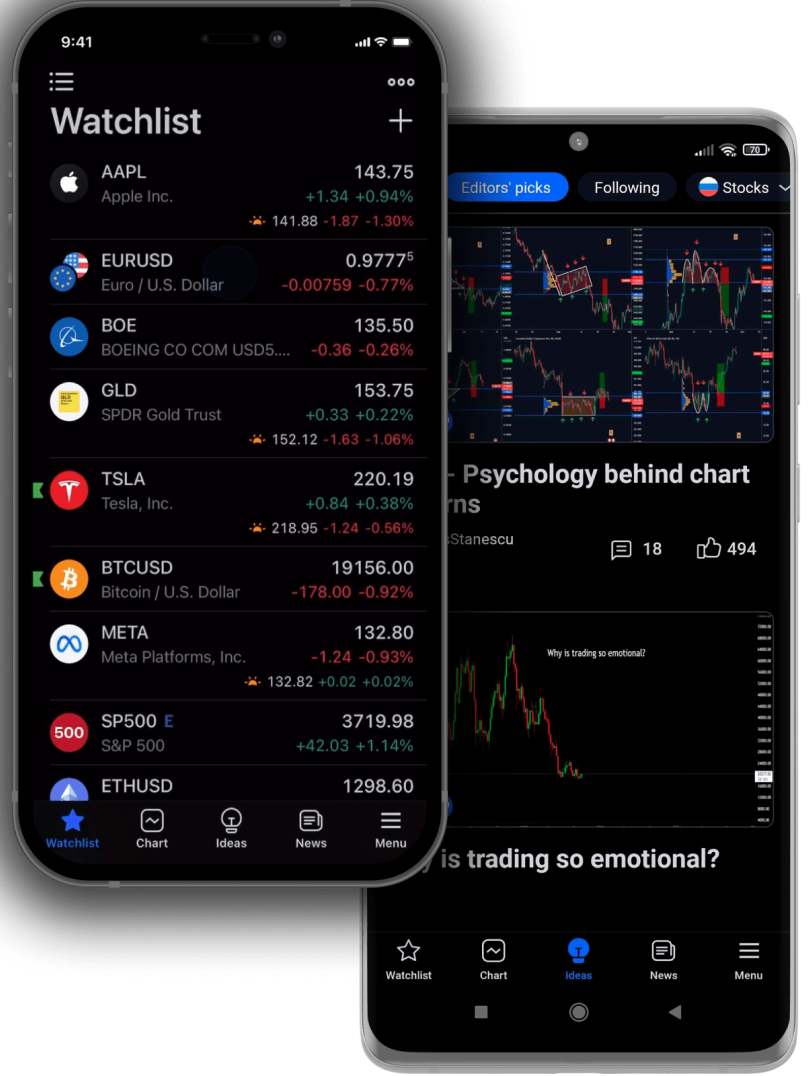 9:41
Watchlist
AAPL 143.75
Apple Inc. +1.34 +0.94%
141.88 -1.87 -1.30%
EURUSD 0.9777⁵
Euro / U.S. Dollar -0.00759 -0.77%
BOE 135.50
BOEING CO COM USD5.... -0.36 -0.26%
GLD
GLD 153.75
SPDR Gold Trust +0.33 +0.22%
152.12 -1.63 -1.06%
TSLA 220.19
Tesla, Inc. +0.84 +0.38%
218.95 -1.24 -0.56%
BTCUSD 19156.00
Bitcoin / U.S. Dollar -178.00 -0.92%
META 132.80
Meta Platforms, Inc. -1.24 -0.93%
132.82 +0.02 +0.02%
500
SP500 E 3719.98
S&P 500 +42.03 +1.14%
ETHUSD 1298.60
Watchlist Chart Ideas News Menu
70
Editors' picks Following Stocks
- Psychology behind chart
rns
sStanescu
18 494
Why is trading so emotional?
y is trading so emotional?
Watchlist Chart Ideas News Menu